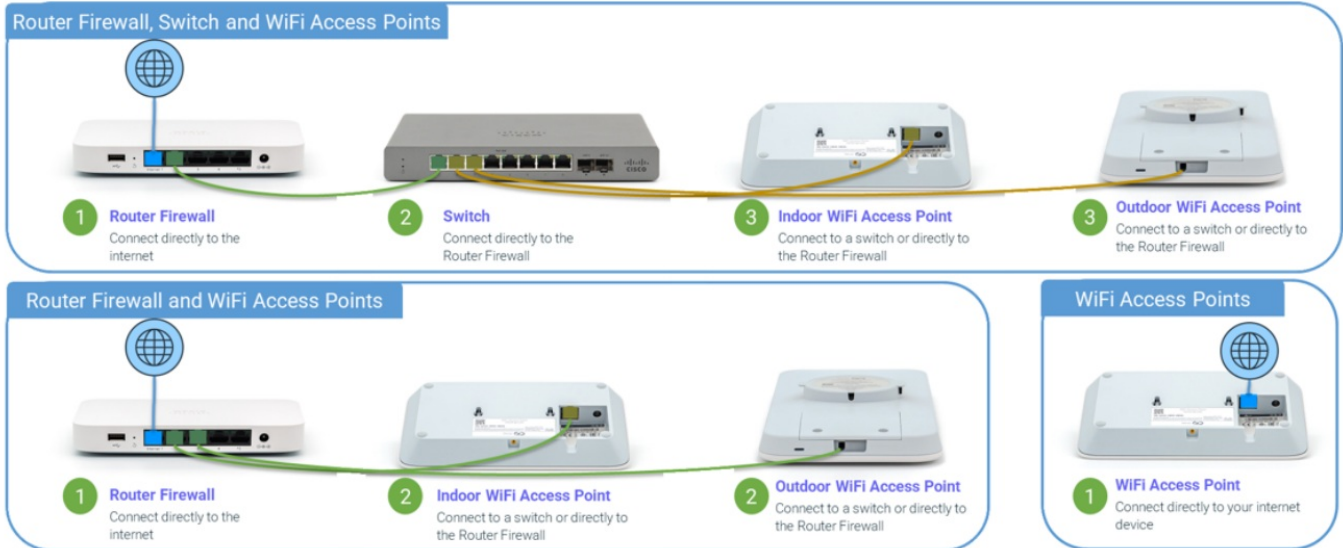 Router Firewall, Switch and WiFi Access Points
1
Router Firewall
Connect directly to the
internet
2
Switch
Connect directly to the
Router Firewall
CISCO
3
Indoor WiFi Access Point
Connect to a switch or directly to
the Router Firewall
3
Outdoor WiFi Access Point
Connect to a switch or directly to
the Router Firewall
Router Firewall and WiFi Access Points
1
Router Firewall
Connect directly to the
internet
2
Indoor WiFi Access Point
Connect to a switch or directly to
the Router Firewall
2
Outdoor WiFi Access Point
Connect to a switch or directly to
the Router Firewall
WiFi Access Points
1
WiFi Access Point
Connect directly to your internet
device